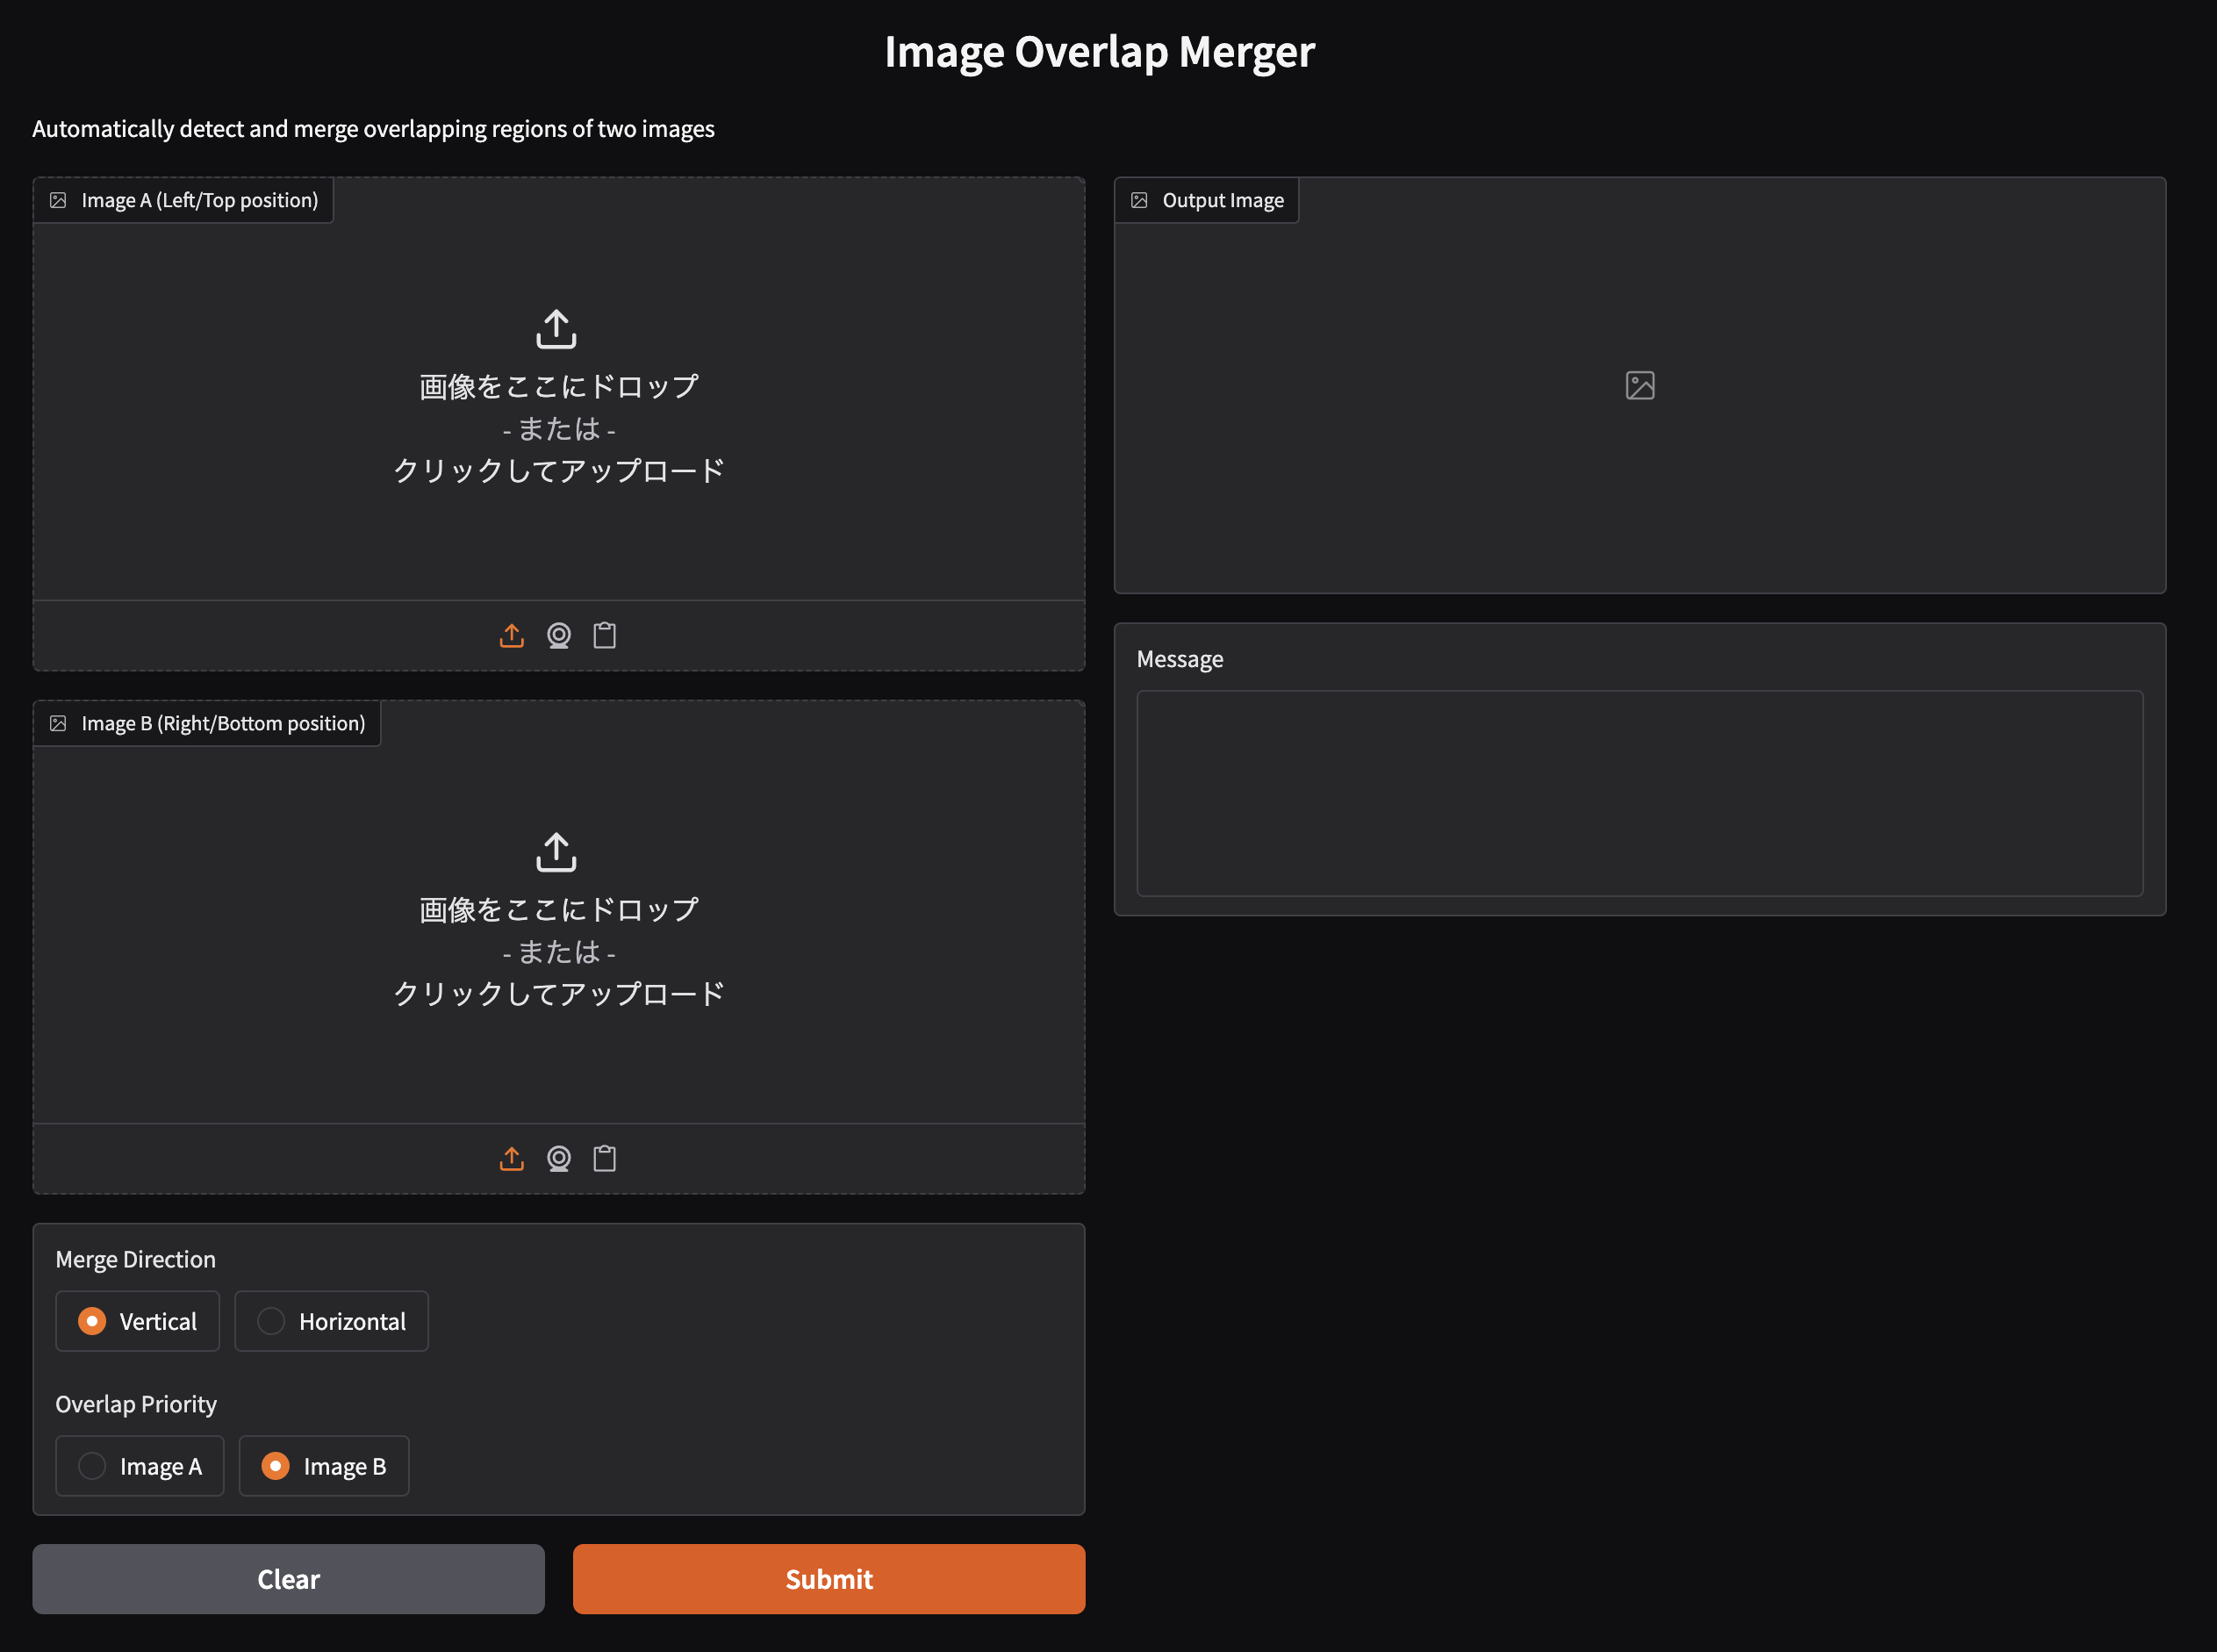 Image Overlap Merger
Automatically detect and merge overlapping regions of two images
Image A (Left/Top position)
画像をここにドロップ
- または -
クリックしてアップロード
Image B (Right/Bottom position)
画像をここにドロップ
- または -
クリックしてアップロード
Merge Direction
Vertical
Horizontal
Overlap Priority
Image A
Image B
Clear
Submit
Output Image
Message